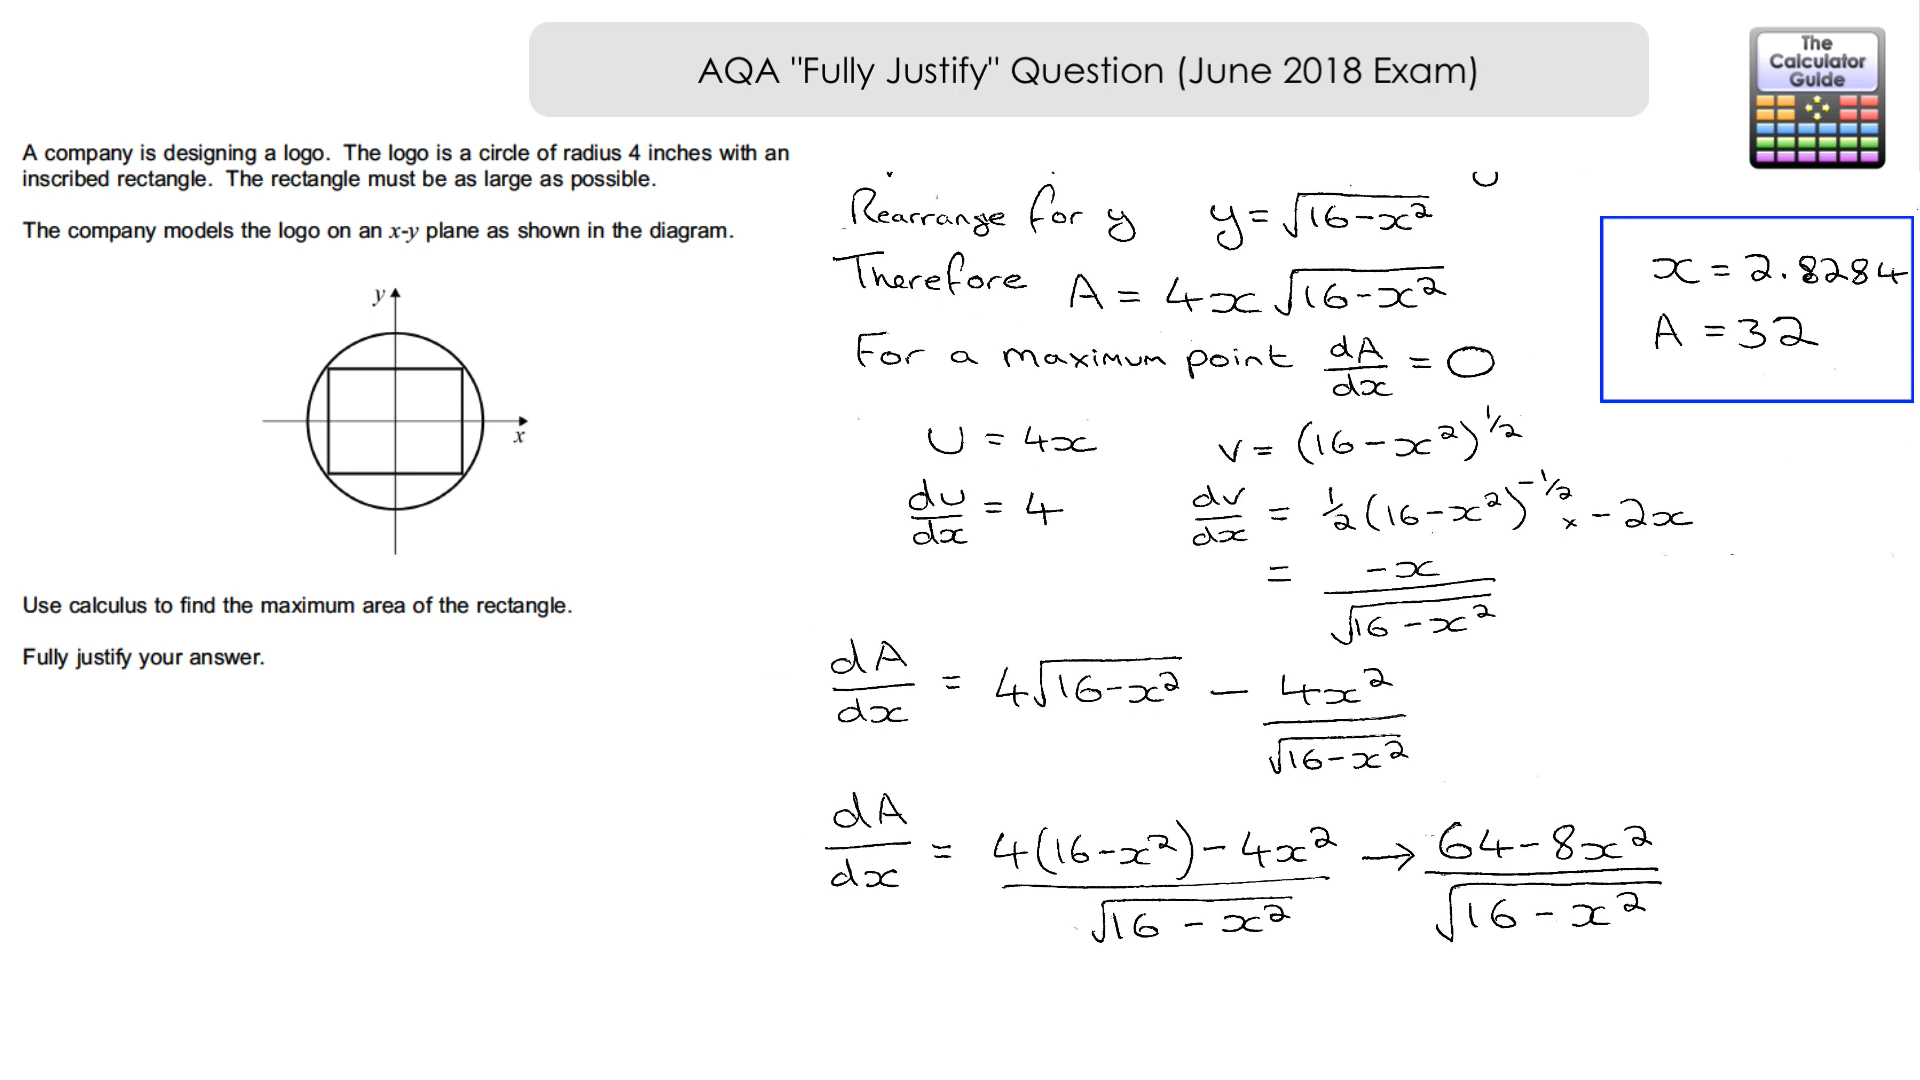 AQA "Fully Justify" Question (June 2018 Exam)
The
Calculator
Guide
A company is designing a logo. The logo is a circle of radius 4 inches with an
inscribed rectangle. The rectangle must be as large as possible.
The company models the logo on an x-y plane as shown in the diagram.
y
x
Use calculus to find the maximum area of the rectangle.
Fully justify your answer.
Rearrange for y y = √(16-x²)
Therefore A = 4x √(16-x²)
For a maximum point dA/dx = 0
U = 4x v = (16-x²)^1/2
du/dx = 4 dv/dx = 1/2 (16-x²)^-1/2 × -2x
= -x/√(16-x²)
dA/dx = 4√(16-x²) - 4x²/√(16-x²)
dA/dx = 4(16-x²)-4x²/√(16-x²) → 64-8x²/√(16-x²)
x = 2.8284
A = 32